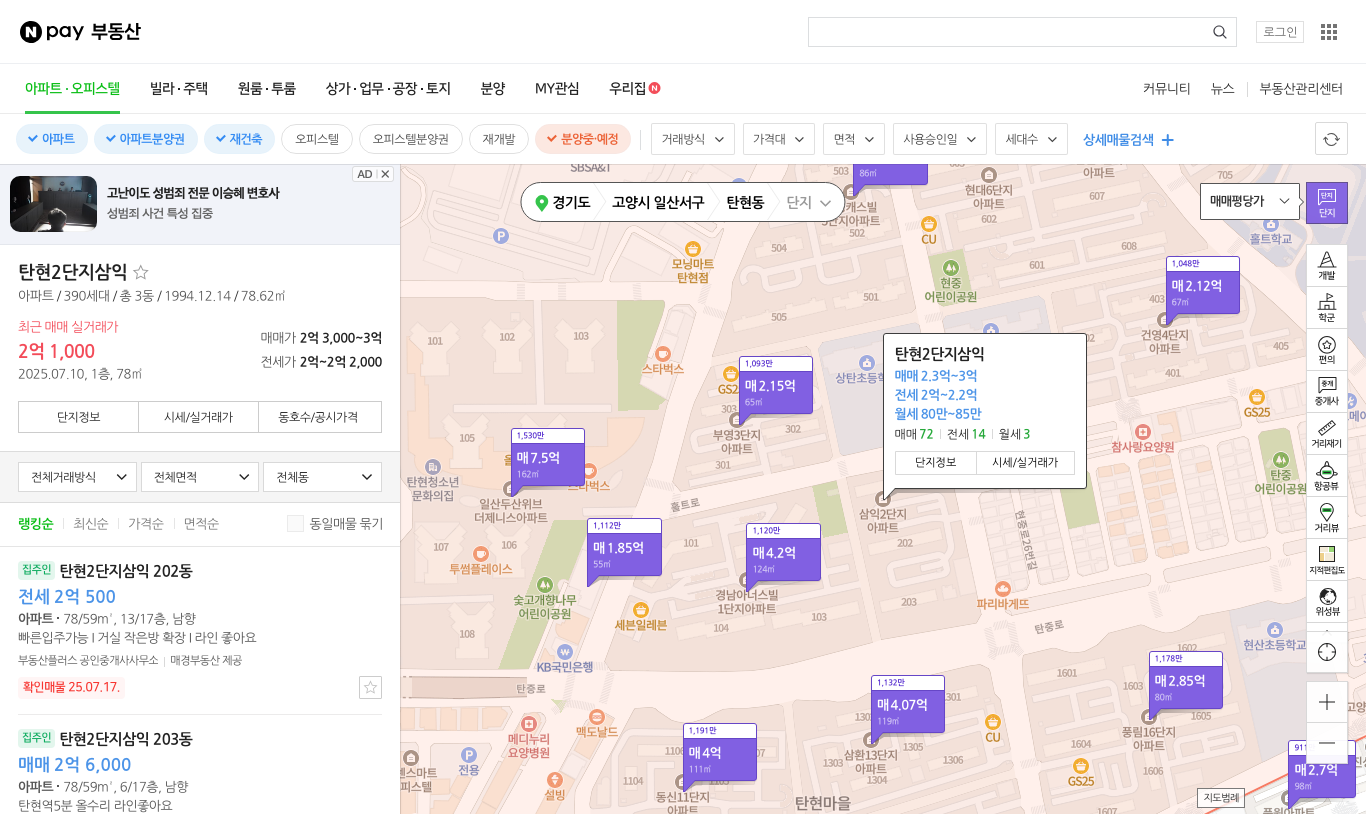 N pay 부동산
로그인
아파트·오피스텔 빌라·주택 원룸·투룸 상가·업무·공장·토지 분양 MY관심 우리집 N
커뮤니티 뉴스 부동산관리센터
아파트 아파트분양권 재건축 오피스텔 오피스텔분양권 재개발 분양중·예정 거래방식 가격대 면적 사용승인일 세대수 상세매물검색
AD
고난이도 성범죄 전문 이승혜 변호사
성범죄 사건 특성 집중
탄현2단지삼익
아파트 / 390세대 / 총 3동 / 1994.12.14 / 78.62㎡
최근 매매 실거래가
2억 1,000
2025.07.10, 1층, 78㎡
매매가 2억 3,000~3억
전세가 2억~2억 2,000
단지정보 시세/실거래가 동호수/공시가격
전체거래방식 전체면적 전체동
랭킹순 최신순 가격순 면적순 동일매물 묶기
집주인 탄현2단지삼익 202동
전세 2억 500
아파트 · 78/59㎡, 13/17층, 남향
빠른입주가능 I 거실 작은방 확장 I 라인 좋아요
부동산플러스 공인중개사사무소 매경부동산 제공
확인매물 25.07.17.
집주인 탄현2단지삼익 203동
매매 2억 6,000
아파트 · 78/59㎡, 6/17층, 남향
탄현역5분 올수리 라인좋아요
SBSA&T
86㎡
현대6단지
아파트
602
아파트
경기도 고양시 일산서구 탄현동 단지
캐스빌
5단지아파트
매매평당가
단지
단지
홀트학교
P
CU
504
502
모닝마트
탄현점
608
601
현중
어린이공원
501
505
1,048만
매2.12억
67㎡
건영4단지
아파트
401
405
101
102
103
스타벅스
상탄초등학
1,093만
매2.15억
65㎡
GS25
303
부영3단지
아파트
302
301
탄현2단지삼익
매매 2.3억~3억
전세 2억~2.2억
월세 80만~85만
매매 72 전세 14 월세 3
단지정보 시세/실거래가
삼익2단지
아파트
202
GS25
참사랑요양원
탄중
어린이공원
105
1,530만
매7.5억
162㎡
스타벅스
탄현청소년
문화의집
일산두산위브
더제니스아파트
홀트로
현중로26번길
107
106
투썸플레이스
1,112만
매1.85억
55㎡
101
1,120만
매4.2억
124㎡
경남아너스빌
1단지아파트
103
104
203
파리바게뜨
숯고개향나무
어린이공원
세븐일레븐
108
KB국민은행
탄중로
탄중로
현산초등학교
1,178만
매2.85억
80㎡
1601
1603
1602
풍림16단지
아파트
1604
1606
1607
1,132만
매4.07억
119㎡
1301
1302
삼환13단지
아파트
1305
1303
1304
CU
GS25
메디누리
요양병원
맥도날드
전용
설빙
1,191만
매4억
111㎡
1106
1104
동신11단지
아파트
탄현마을
센스마트
피스텔
911
매2.7억
98㎡
지도범례
개발
학군
편의
중개
중개사
거리재기
항공뷰
거리뷰
지적편집도
위성뷰